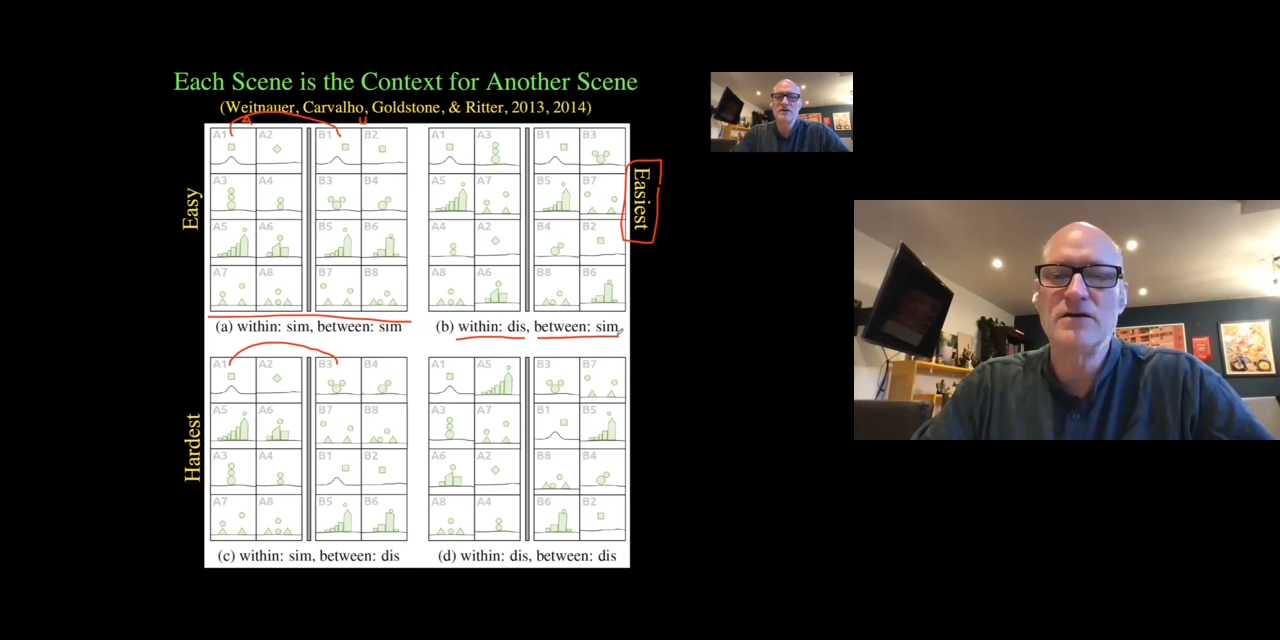 Each Scene is the Context for Another Scene
(Weitnauer, Carvalho, Goldstone, & Ritter, 2013, 2014)
Easy
A1 A2 B1 B2
A3 A4 B3 B4
A5 A6 B5 B6
A7 A8 B7 B8
(a) within: sim, between: sim
A1 A3 B1 B3
A5 A7 B5 B7
A4 A2 B4 B2
A8 A6 B8 B6
(b) within: dis, between: sim
Easiest
Hardest
A1 A2 B3 B4
A5 A6 B7 B8
A3 A4 B1 B2
A7 A8 B5 B6
(c) within: sim, between: dis
A1 A5 B3 B7
A3 A7 B1 B5
A6 A2 B8 B4
A8 A4 B6 B2
(d) within: dis, between: dis